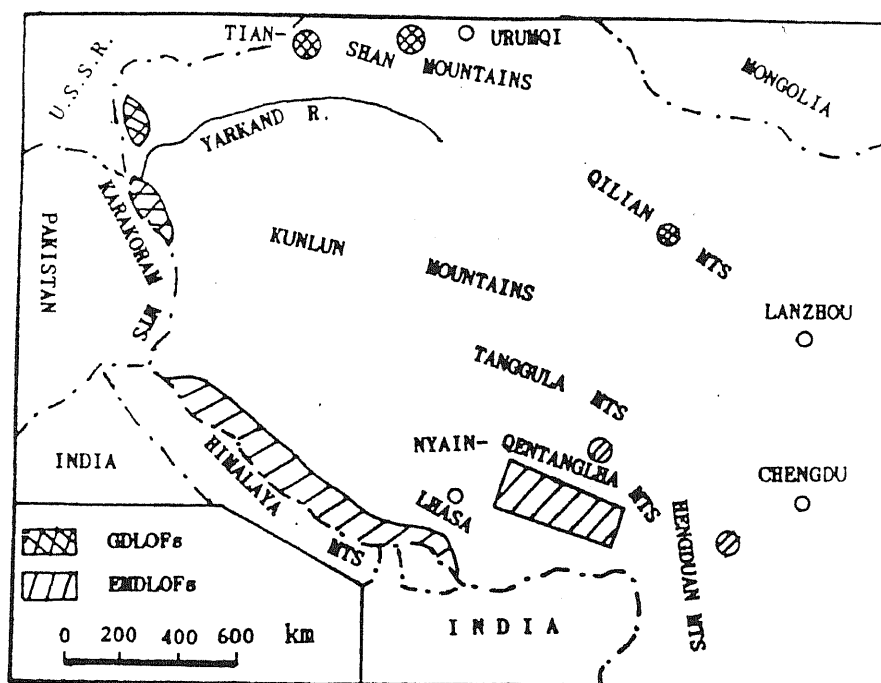 TIAN-
URUMQI
SHAN MOUNTAINS
MONGOLIA
U.S.S.R.
YARKAND R.
QILIAN MTS
KARAKORAM MTS
PAKISTAN
KUNLUN MOUNTAINS
LANZHOU
TANGGULA MTS
NYAIN- QENTANGLHA MTS
HIMALAYA MTS
INDIA
LHASA
CHENGDU
HENGDUAN MTS
GDLOFs
EMDLOFs
INDIA
0 200 400 600 km